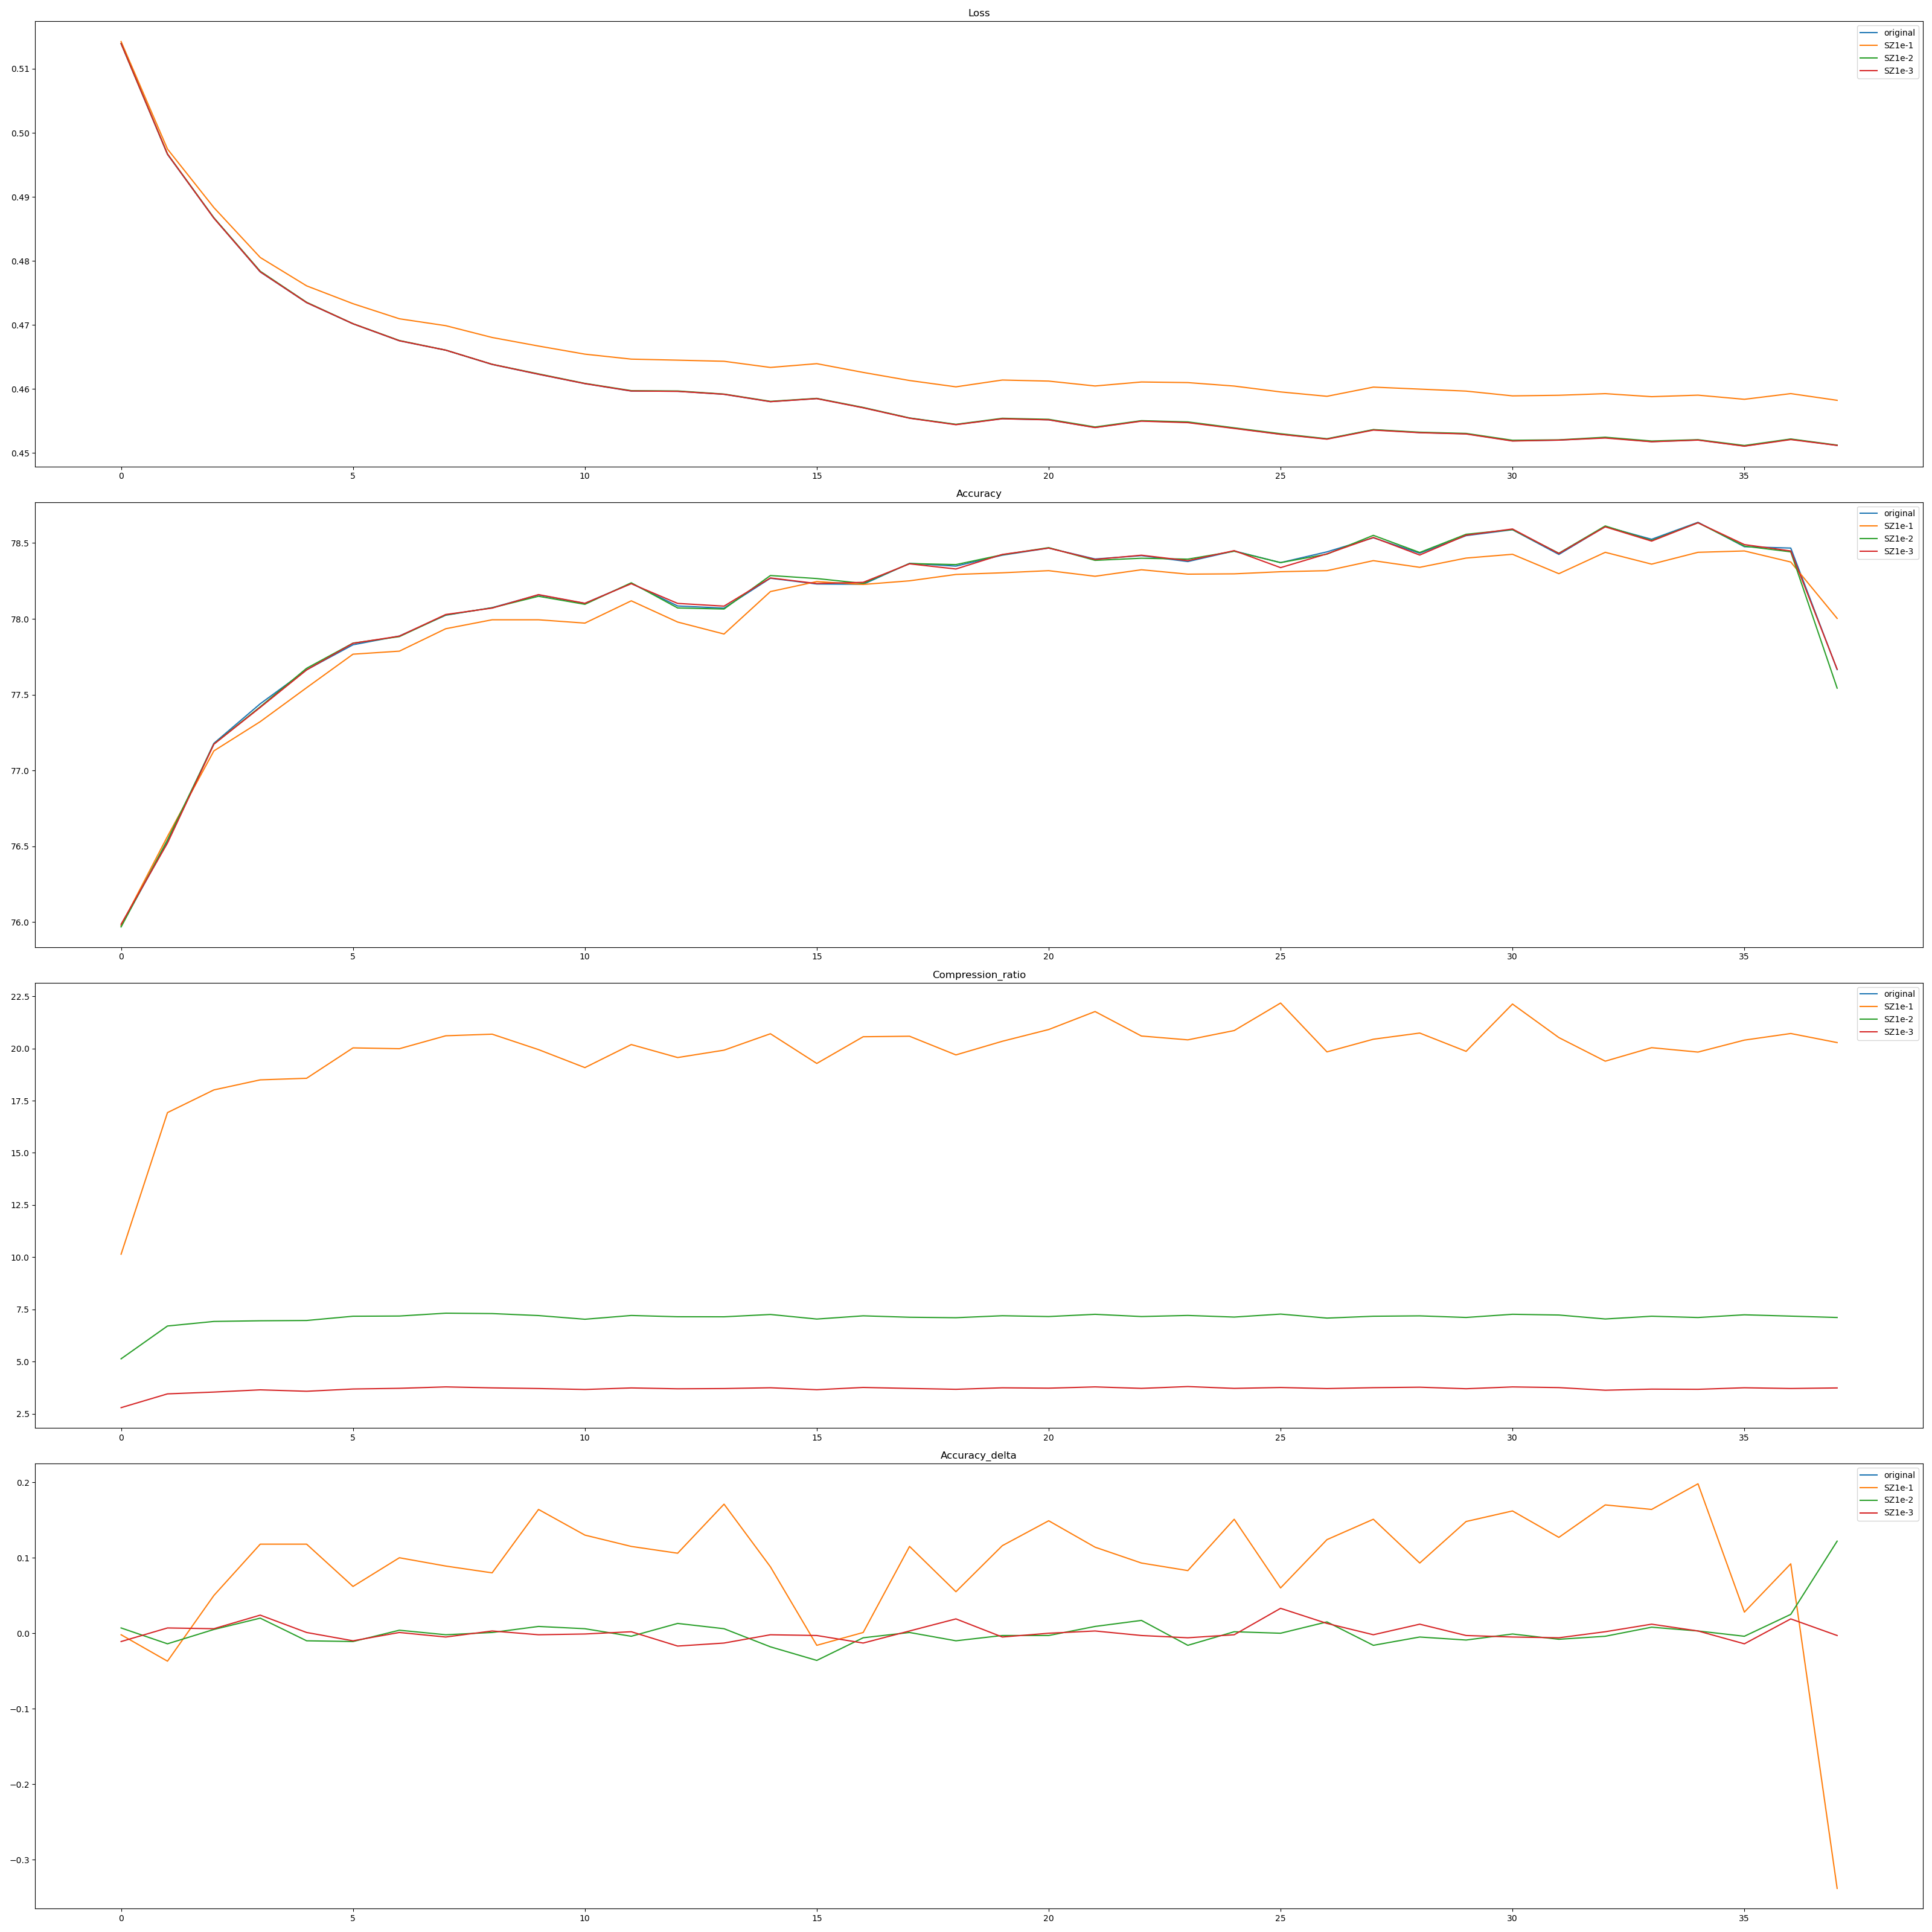 Loss
original
SZ1e-1
SZ1e-2
SZ1e-3
0.51
0.50
0.49
0.48
0.47
0.46
0.45
0 5 10 15 20 25 30 35
Accuracy
original
SZ1e-1
SZ1e-2
SZ1e-3
78.5
78.0
77.5
77.0
76.5
76.0
0 5 10 15 20 25 30 35
Compression_ratio
original
SZ1e-1
SZ1e-2
SZ1e-3
22.5
20.0
17.5
15.0
12.5
10.0
7.5
5.0
2.5
0 5 10 15 20 25 30 35
Accuracy_delta
original
SZ1e-1
SZ1e-2
SZ1e-3
0.2
0.1
0.0
−0.1
−0.2
−0.3
0 5 10 15 20 25 30 35